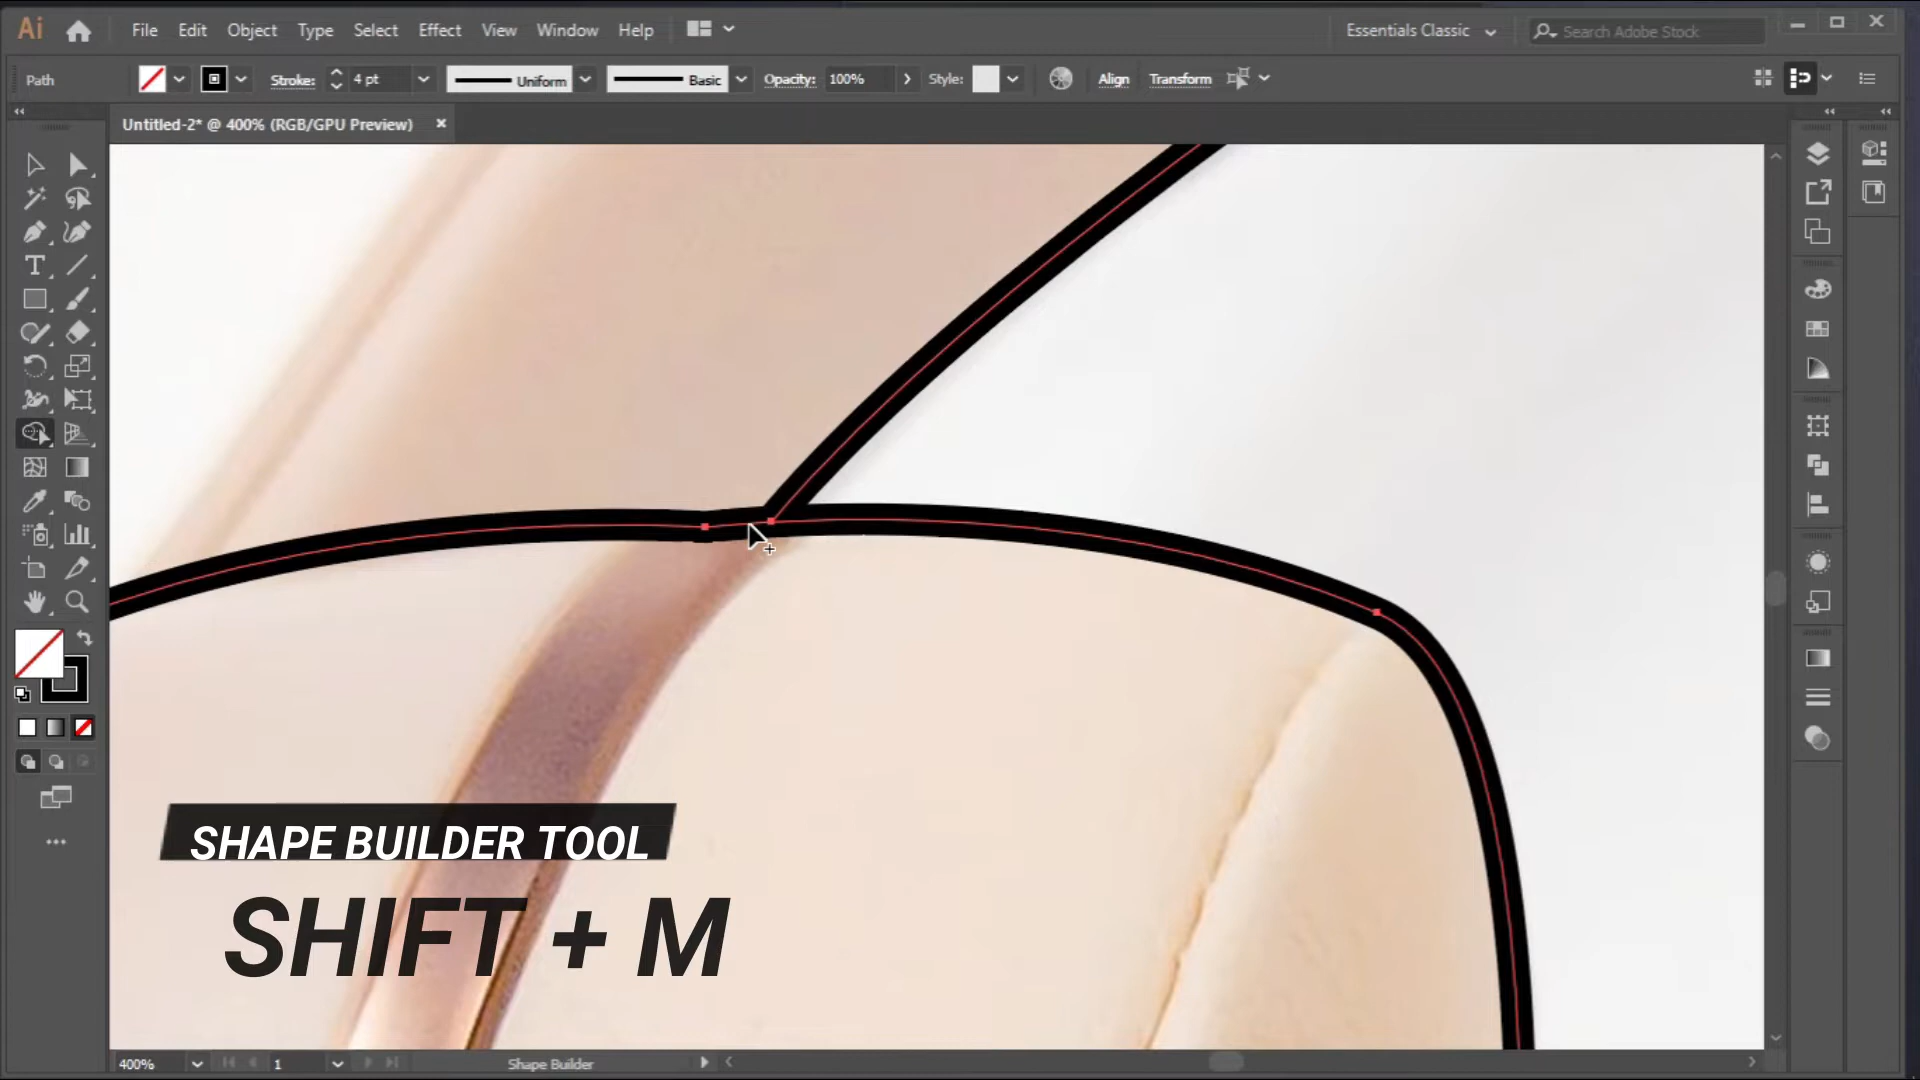 Ai File Edit Object Type Select Effect View Window Help Essentials Classic Search Adobe Stock
Path Stroke: 4 pt Uniform Basic Opacity: 100% Style: Align Transform
Untitled-2* @ 400% (RGB/GPU Preview)
SHAPE BUILDER TOOL
SHIFT + M
400% 1 Shape Builder